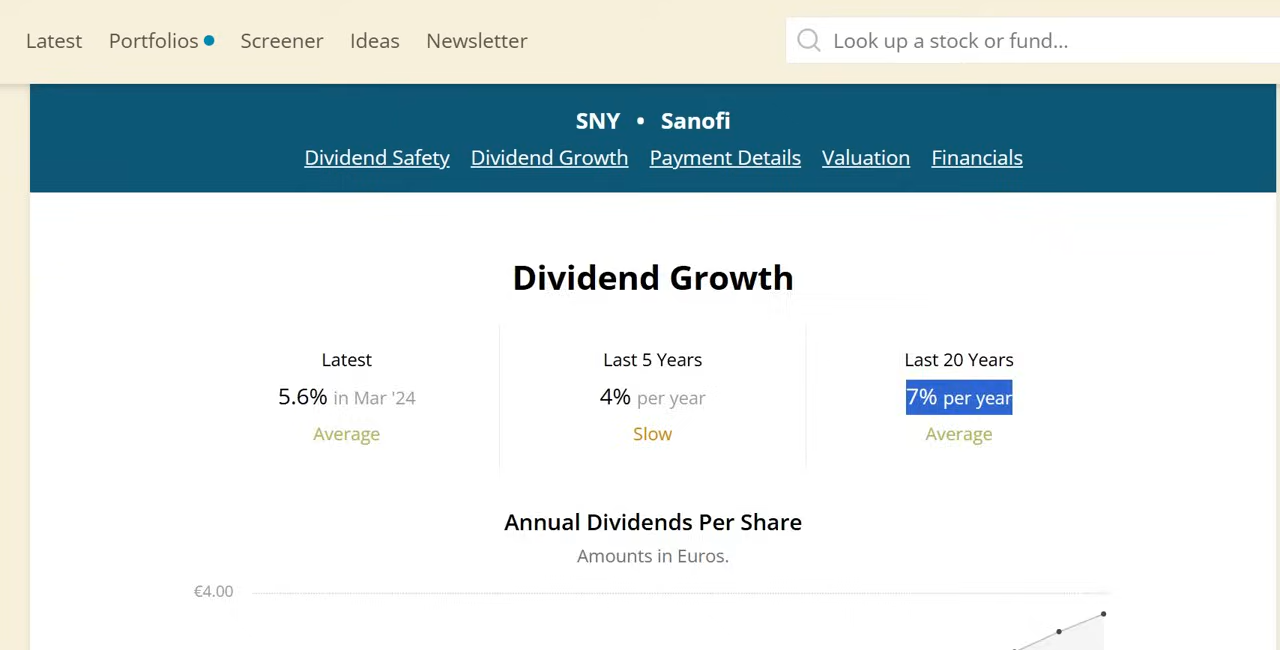 Latest Portfolios Screener Ideas Newsletter Look up a stock or fund...
SNY • Sanofi
Dividend Safety Dividend Growth Payment Details Valuation Financials
Dividend Growth
Latest Last 5 Years Last 20 Years
5.6% in Mar '24 4% per year 7% per year
Average Slow Average
Annual Dividends Per Share
Amounts in Euros.
€4.00